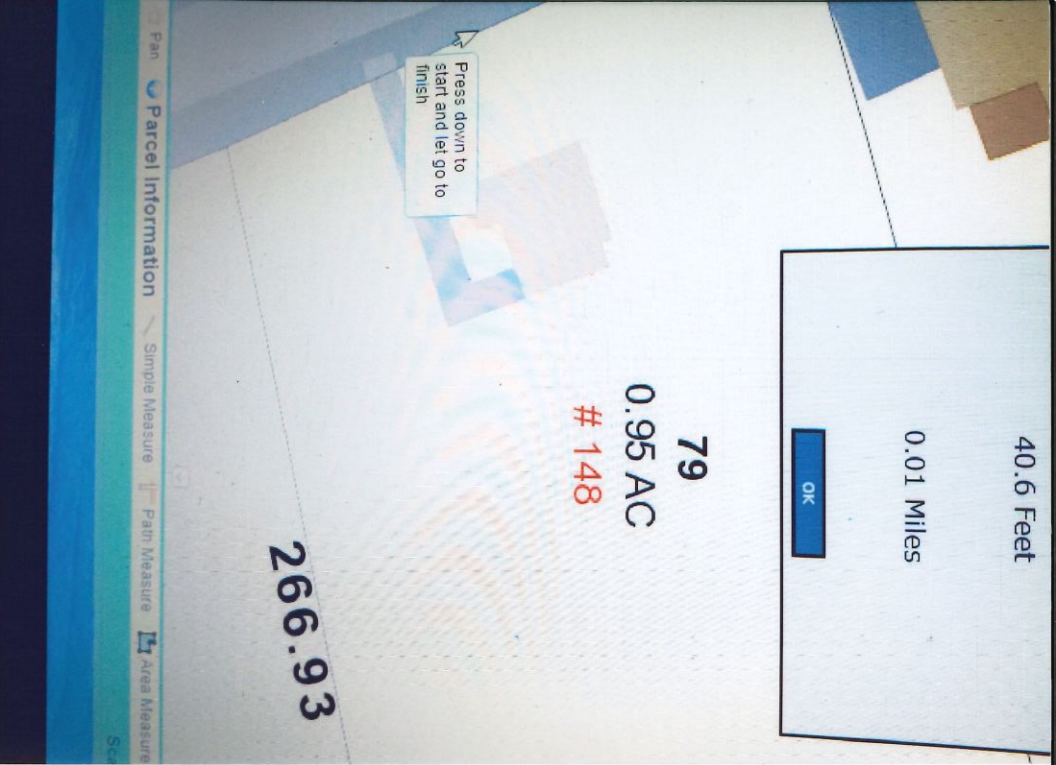 40.6 Feet
0.01 Miles
OK
79
0.95 AC
# 148
Press down to
start and let go to
finish
266.93
Pan
Parcel Information
Simple Measure
Path Measure
Area Measure